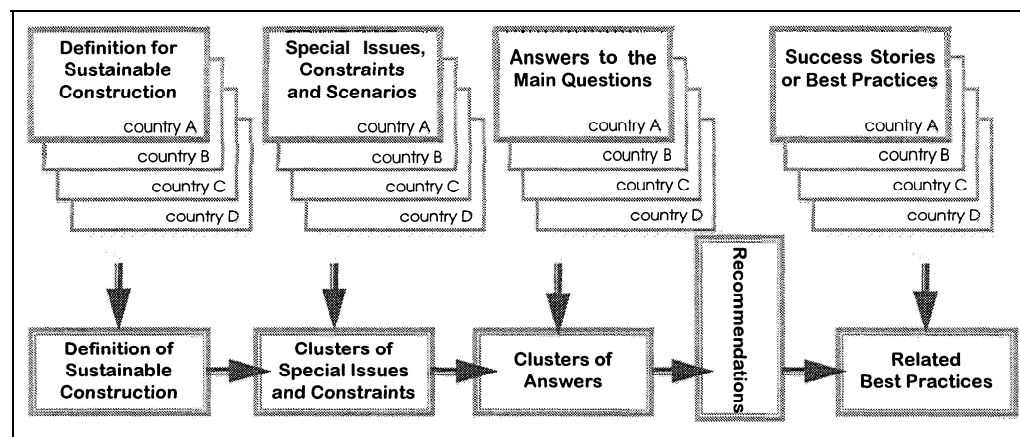 Definition for
Sustainable
Construction
country A
country B
country C
country D
Special Issues,
Constraints
and Scenarios
country A
country B
country C
country D
Answers to the
Main Questions
country A
country B
country C
country D
Success Stories
or Best Practices
country A
country B
country C
country D
Definition of
Sustainable
Construction
Clusters of
Special Issues
and Constraints
Clusters of
Answers
Recommendations
Related
Best Practices